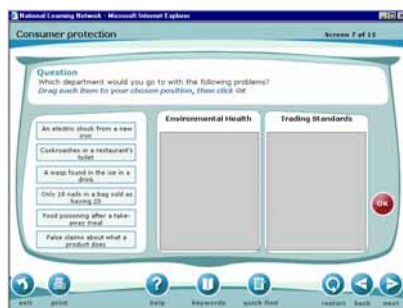 National Learning Network - Microsoft Internet Explorer
Consumer protection
Screen 7 of 15
Question
Which department would you go to with the following problems?
Drag each item to your chosen position, then click OK
Environmental Health
Trading Standards
An electric shock from a new
iron
Cockroaches in a restaurant's
toilet
A wasp found in the ice in a
drink
Only 18 nails in a bag sold as
having 20
Food poisoning after a take-
away meal
False claims about what a
product does
OK
exit
print
help
keywords
quick find
restart
back
next